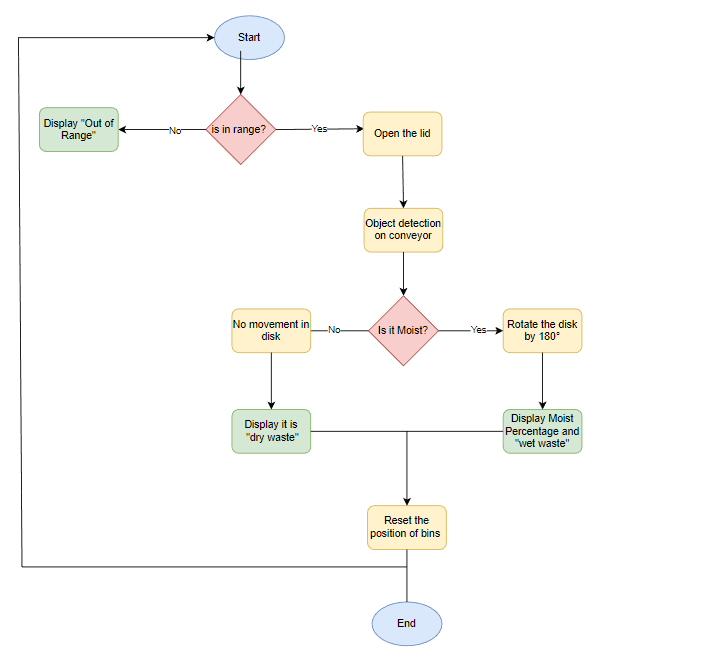 Start
Display "Out of
Range"
No
is in range?
Yes
Open the lid
Object detection
on conveyor
No movement in
disk
No
Is it Moist?
Yes
Rotate the disk
by 180°
Display it is
"dry waste"
Display Moist
Percentage and
"wet waste"
Reset the
position of bins
End